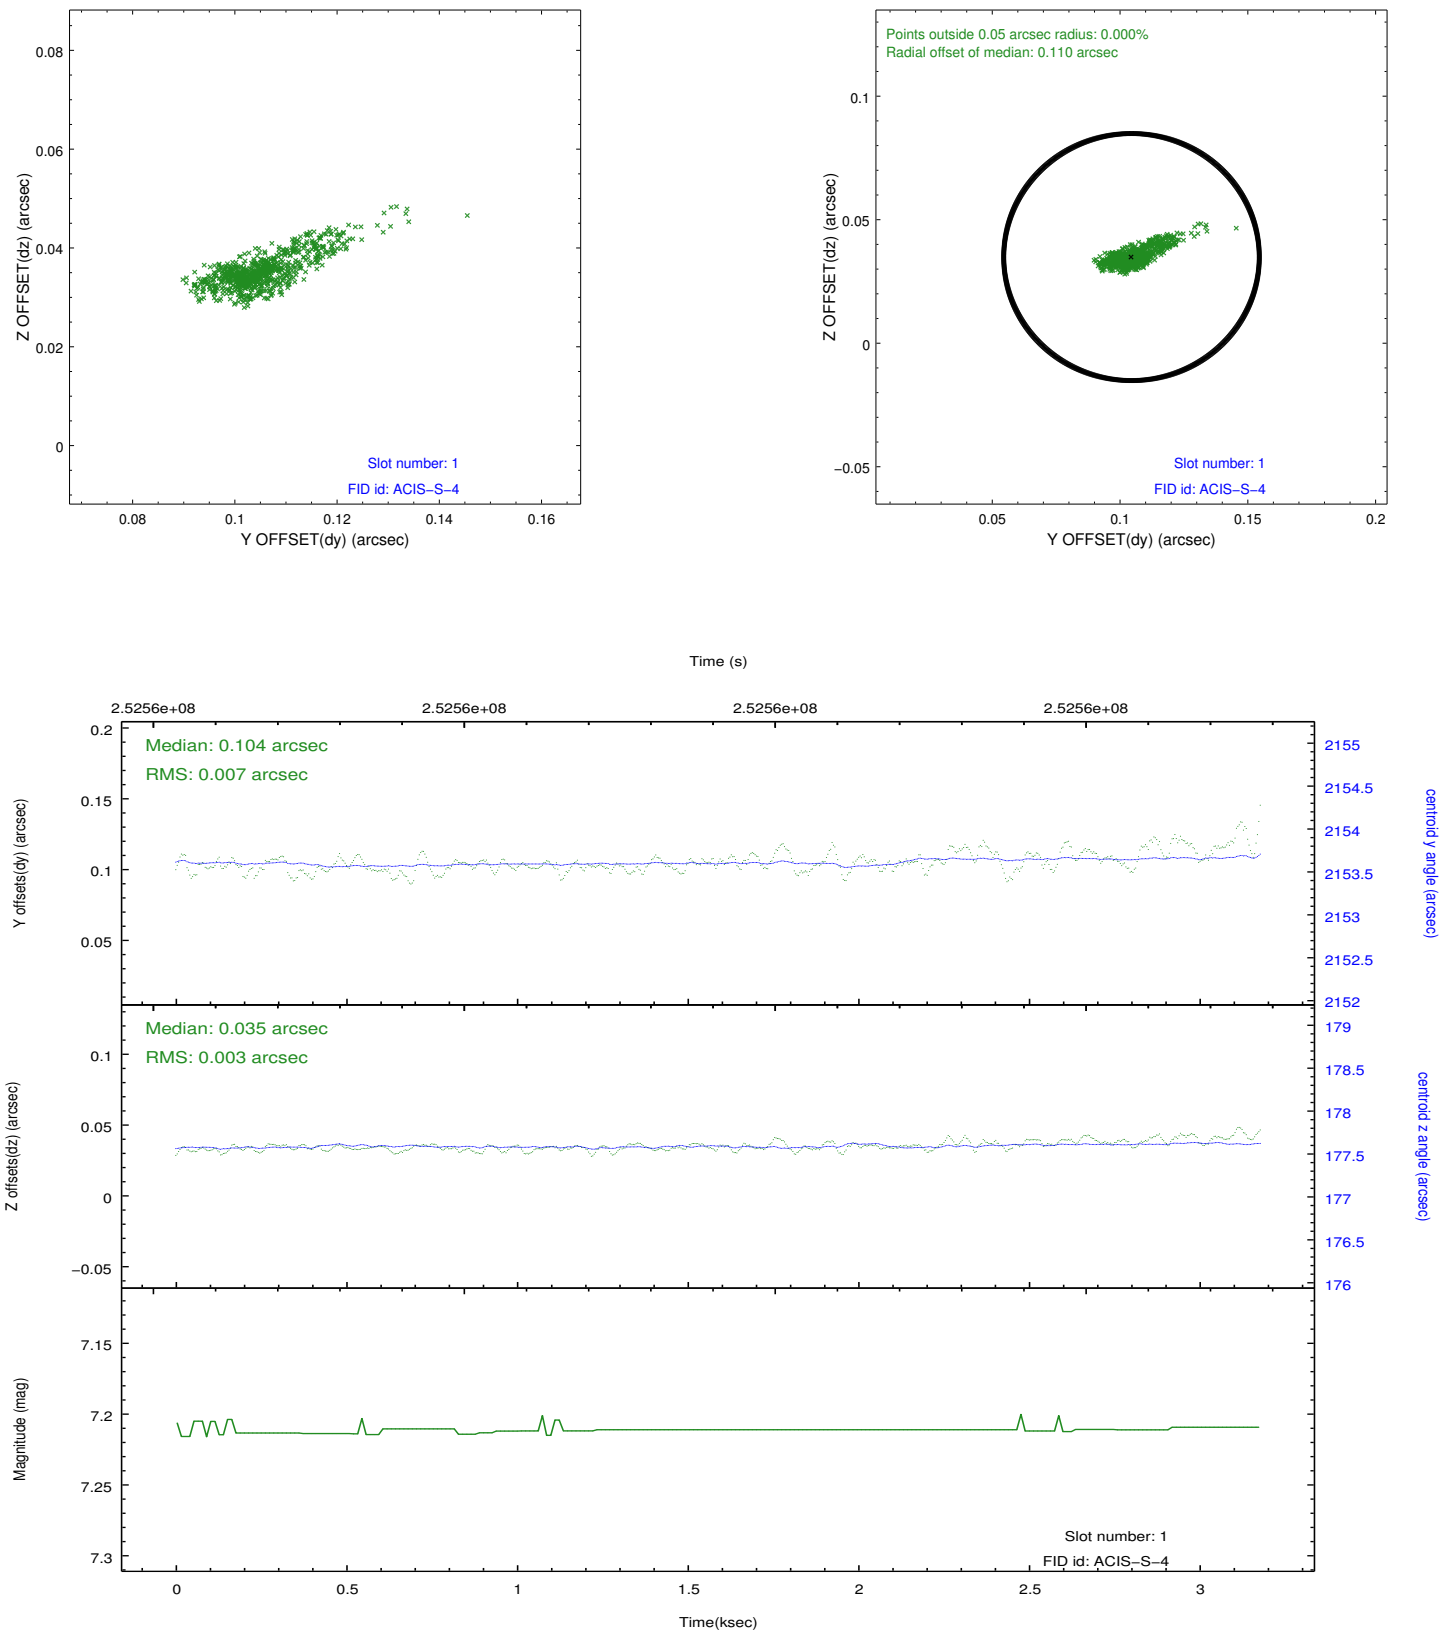 0.08
0.06
0.04
0.02
0
Z OFFSET(dz) (arcsec)
Slot number: 1
FID id: ACIS−S−4
0.08 0.1 0.12 0.14 0.16
Y OFFSET(dy) (arcsec)
Points outside 0.05 arcsec radius: 0.000%
Radial offset of median: 0.110 arcsec
0.1
0.05
0
−0.05
Z OFFSET(dz) (arcsec)
Slot number: 1
FID id: ACIS−S−4
0.05 0.1 0.15 0.2
Y OFFSET(dy) (arcsec)
Time (s)
2.5256e+08 2.5256e+08 2.5256e+08 2.5256e+08
Median: 0.104 arcsec
RMS: 0.007 arcsec
0.2
0.15
0.1
0.05
Y offsets(dy) (arcsec)
2155
2154.5
2154
2153.5
2153
2152.5
2152
centroid y angle (arcsec)
Median: 0.035 arcsec
RMS: 0.003 arcsec
0.1
0.05
0
−0.05
Z offsets(dz) (arcsec)
179
178.5
178
177.5
177
176.5
176
centroid z angle (arcsec)
7.15
7.2
7.25
7.3
Magnitude (mag)
Slot number: 1
FID id: ACIS−S−4
0 0.5 1 1.5 2 2.5 3
Time(ksec)